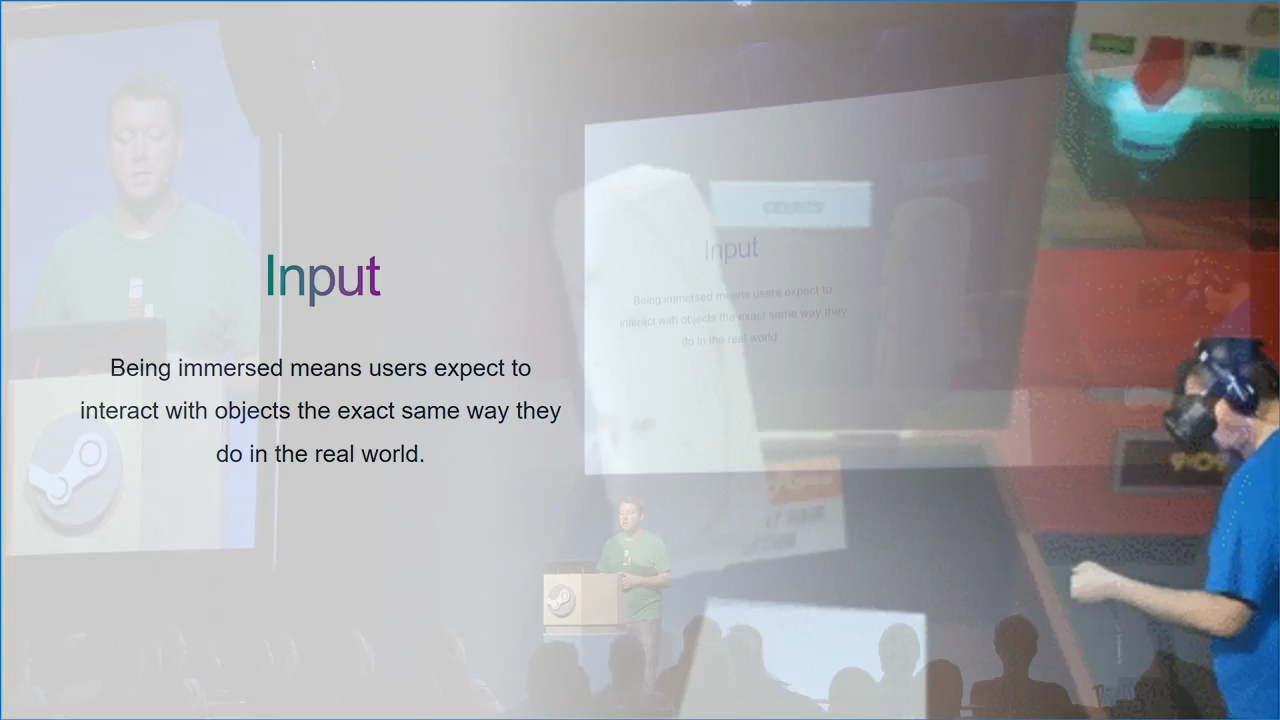 Input
Being immersed means users expect to
interact with objects the exact same way they
do in the real world.
Input
Being immersed means users expect to
interact with objects the exact same way they
do in the real world